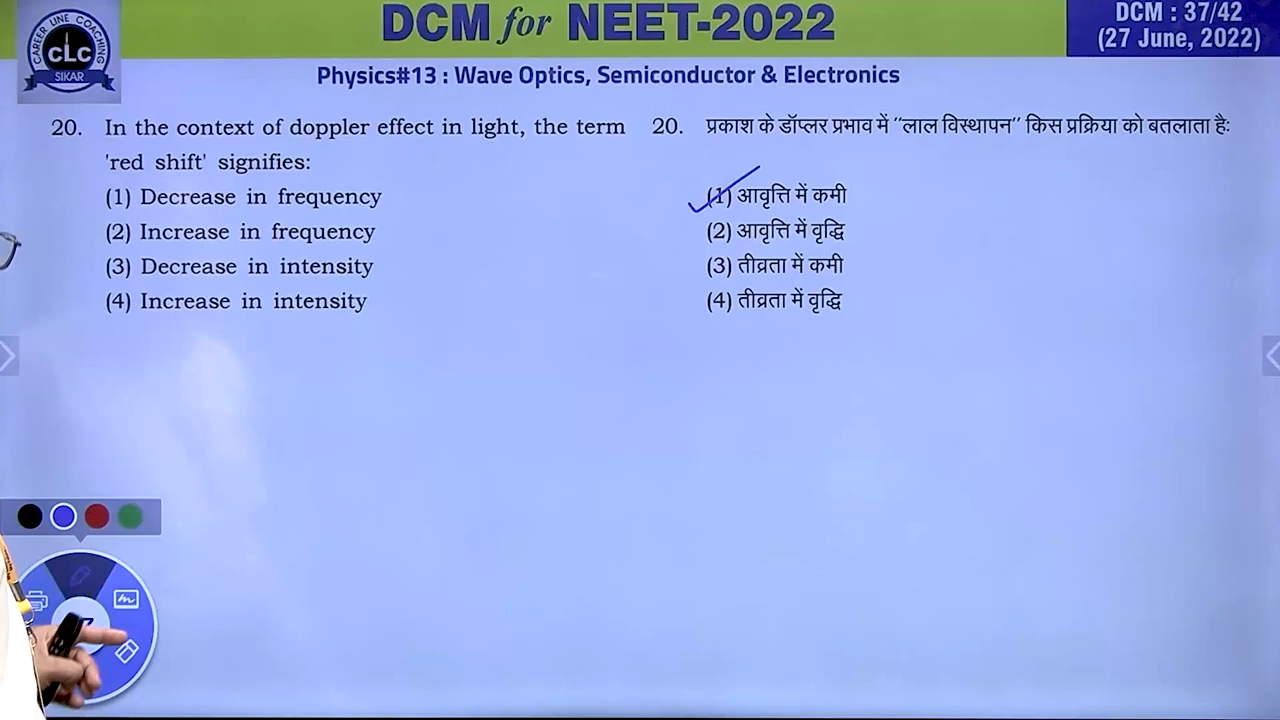 CAREER LINE COACHING
CLC
SIKAR
DCM for NEET-2022
DCM : 37/42
(27 June, 2022)
Physics#13 : Wave Optics, Semiconductor & Electronics
20. In the context of doppler effect in light, the term
'red shift' signifies:
(1) Decrease in frequency
(2) Increase in frequency
(3) Decrease in intensity
(4) Increase in intensity
20. प्रकाश के डॉप्लर प्रभाव में ‘‘लाल विस्थापन’’ किस प्रक्रिया को बतलाता है:
(1) आवृत्ति में कमी
(2) आवृत्ति में वृद्धि
(3) तीव्रता में कमी
(4) तीव्रता में वृद्धि